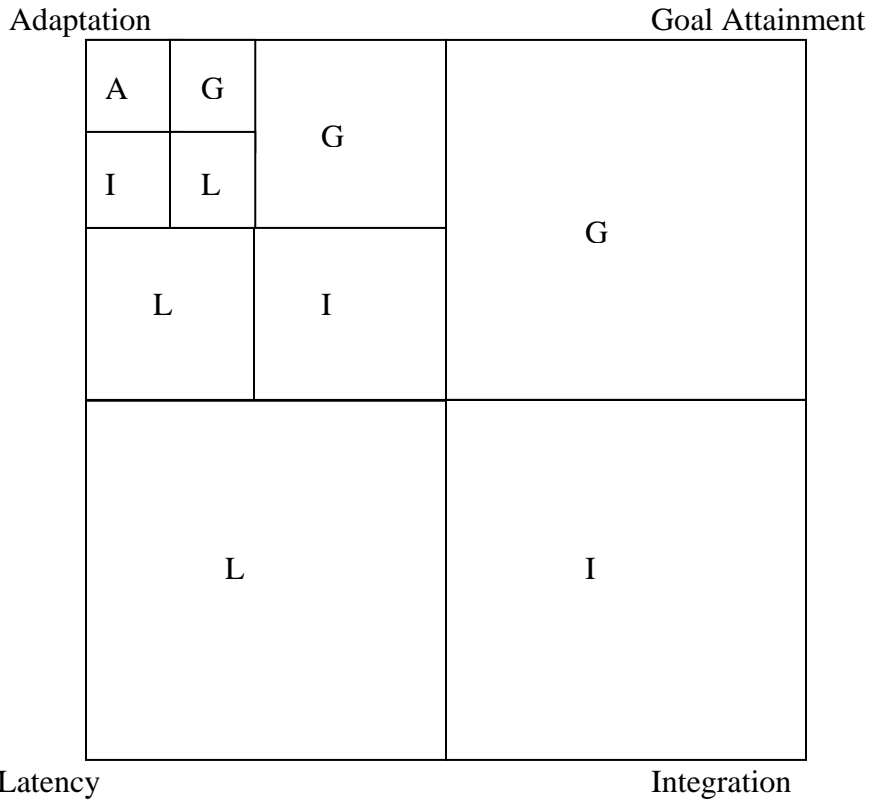 Adaptation Goal Attainment
A G
G
I L
G
L I
L I
Latency Integration